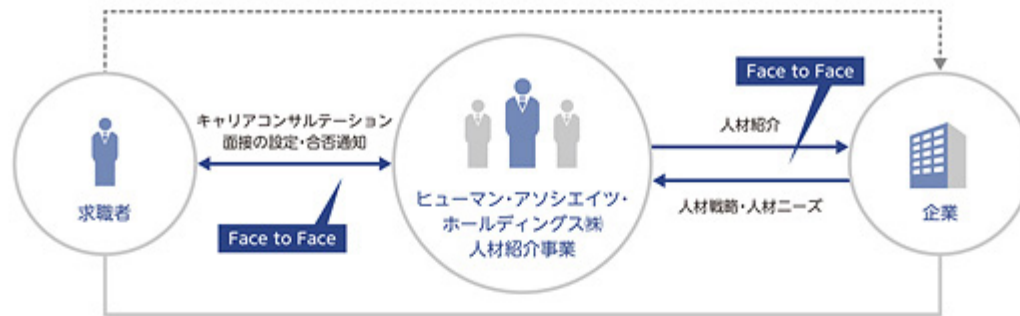 Face to Face
キャリアコンサルテーション
面接の設定・合否通知
人材紹介
求職者
ヒューマン・アソシエイツ・
ホールディングス㈱
人材紹介事業
人材戦略・人材ニーズ
企業
Face to Face